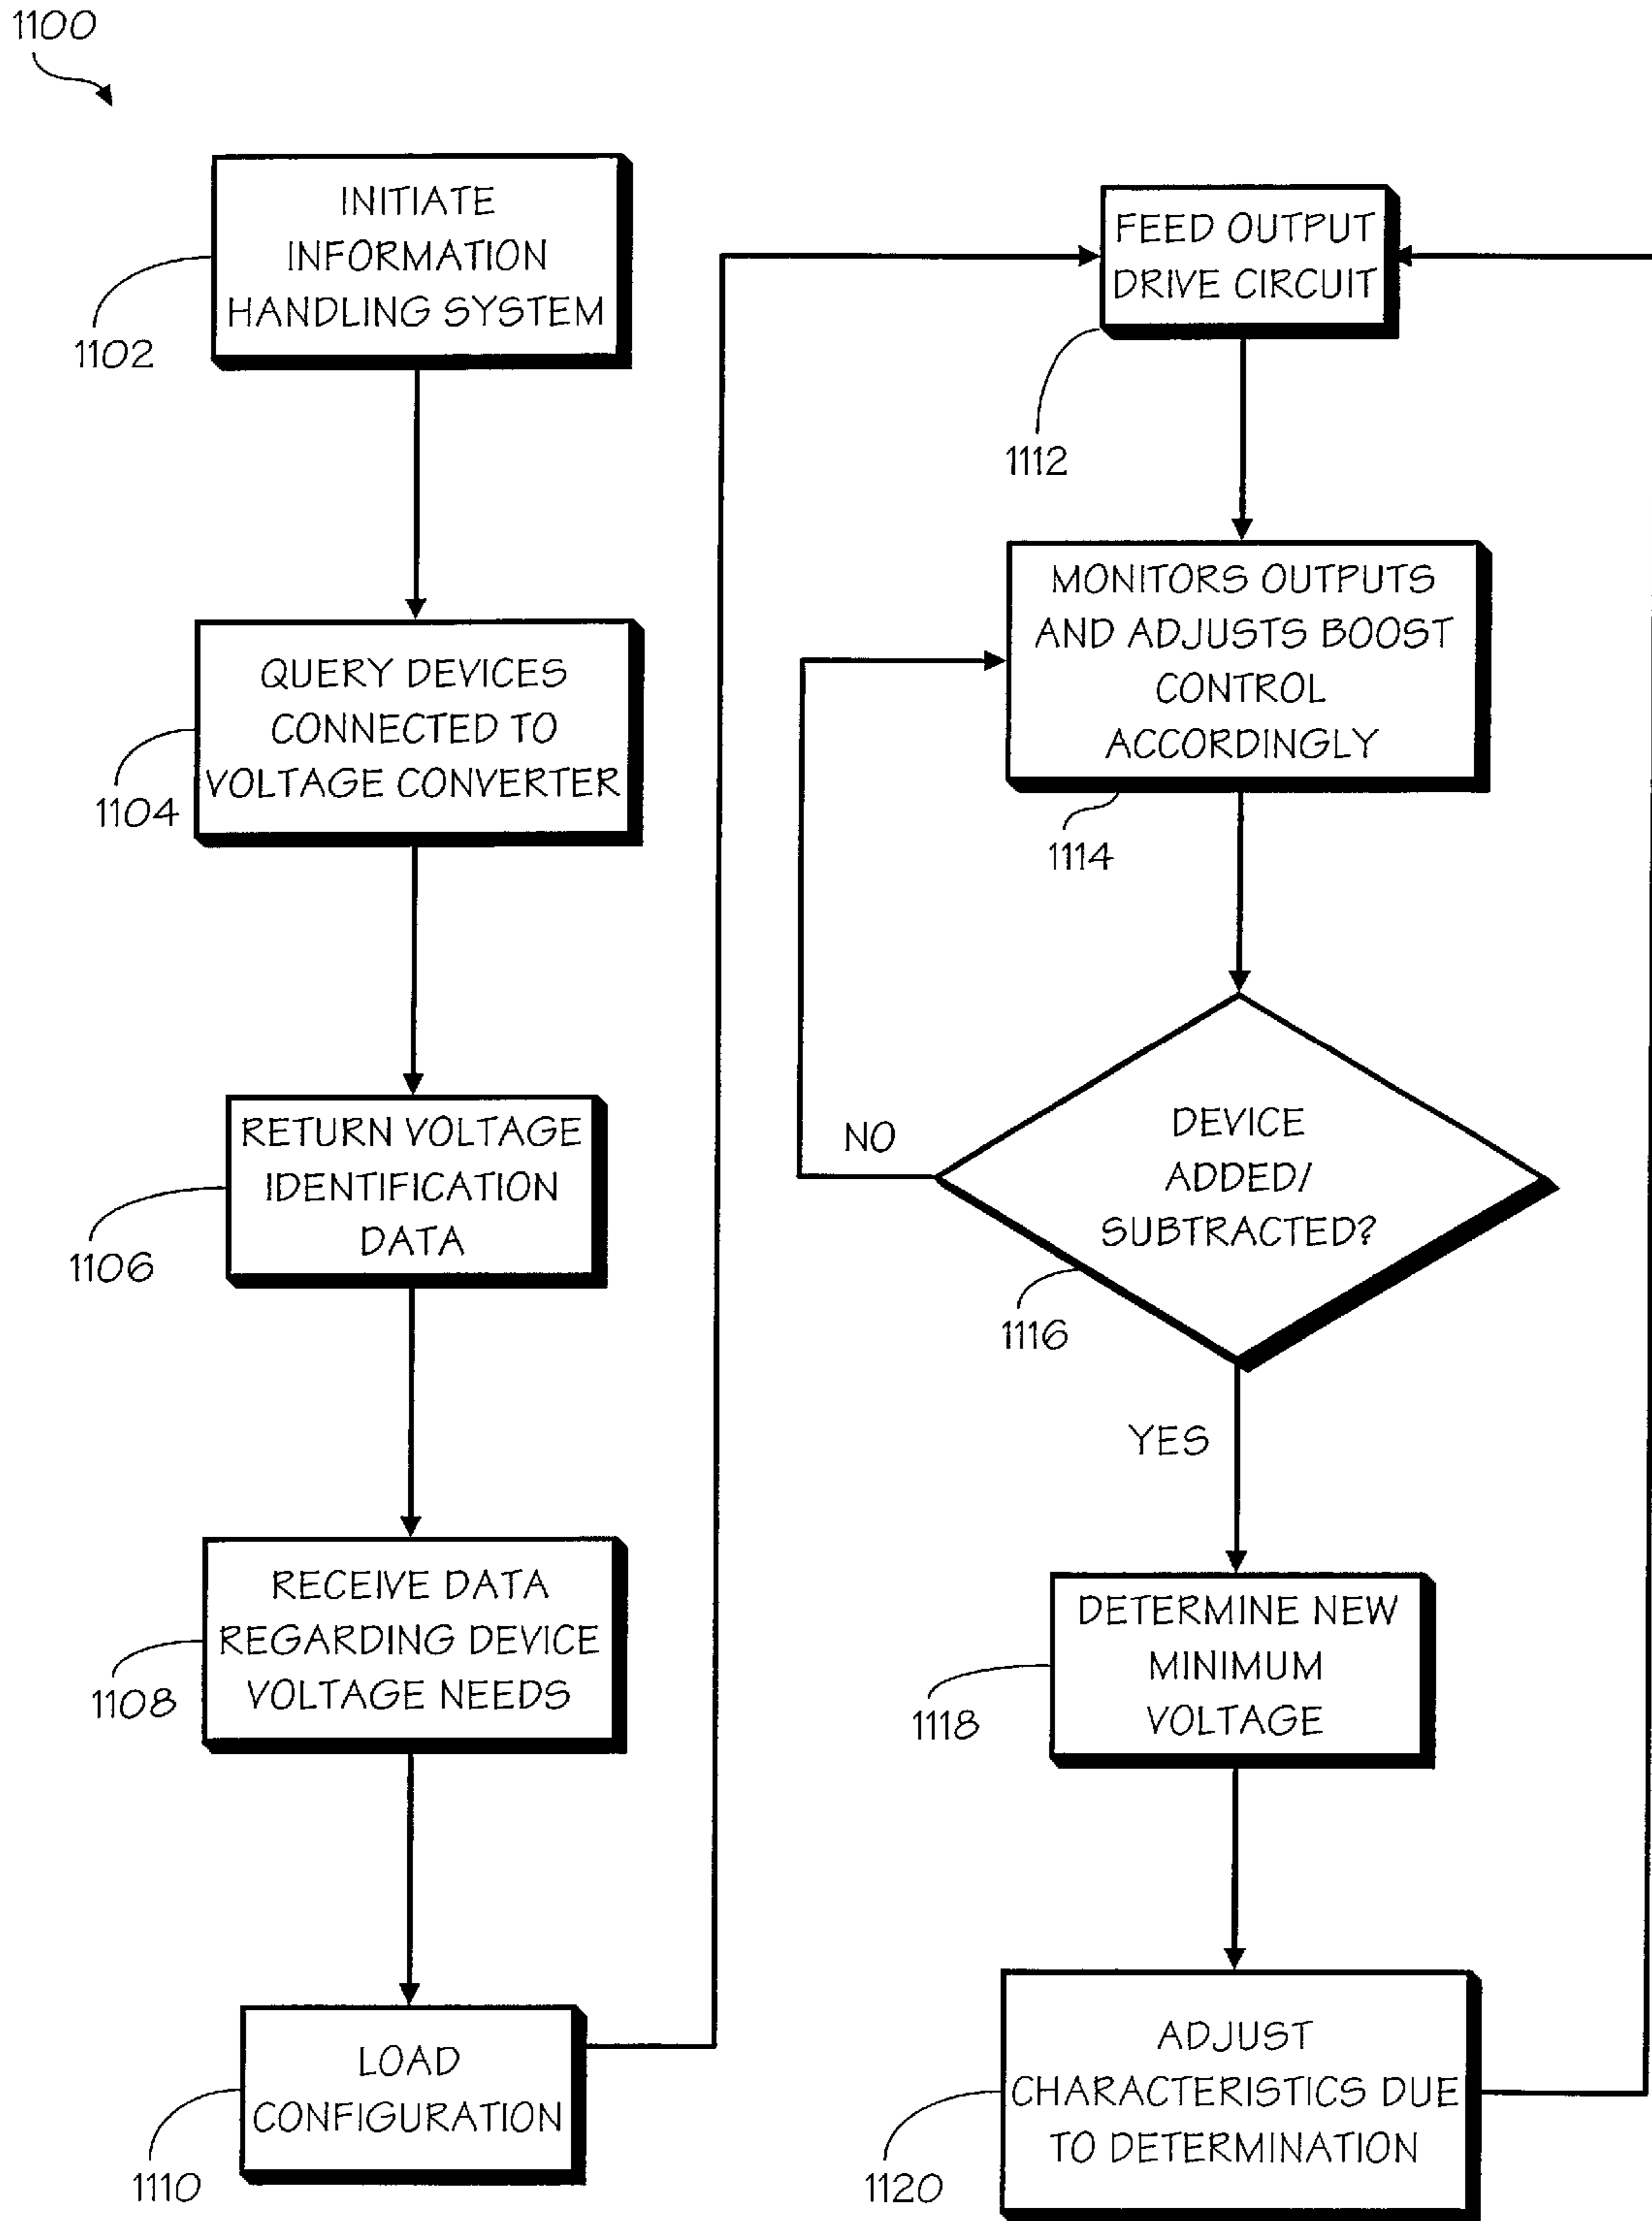 1100
INITIATE
INFORMATION
HANDLING SYSTEM
1102
QUERY DEVICES
CONNECTED TO
VOLTAGE CONVERTER
1104
RETURN VOLTAGE
IDENTIFICATION
DATA
1106
RECEIVE DATA
REGARDING DEVICE
VOLTAGE NEEDS
1108
LOAD
CONFIGURATION
1110
FEED OUTPUT
DRIVE CIRCUIT
1112
MONITORS OUTPUTS
AND ADJUSTS BOOST
CONTROL
ACCORDINGLY
1114
NO
DEVICE
ADDED/
SUBTRACTED?
1116
YES
DETERMINE NEW
MINIMUM
VOLTAGE
1118
ADJUST
CHARACTERISTICS DUE
TO DETERMINATION
1120